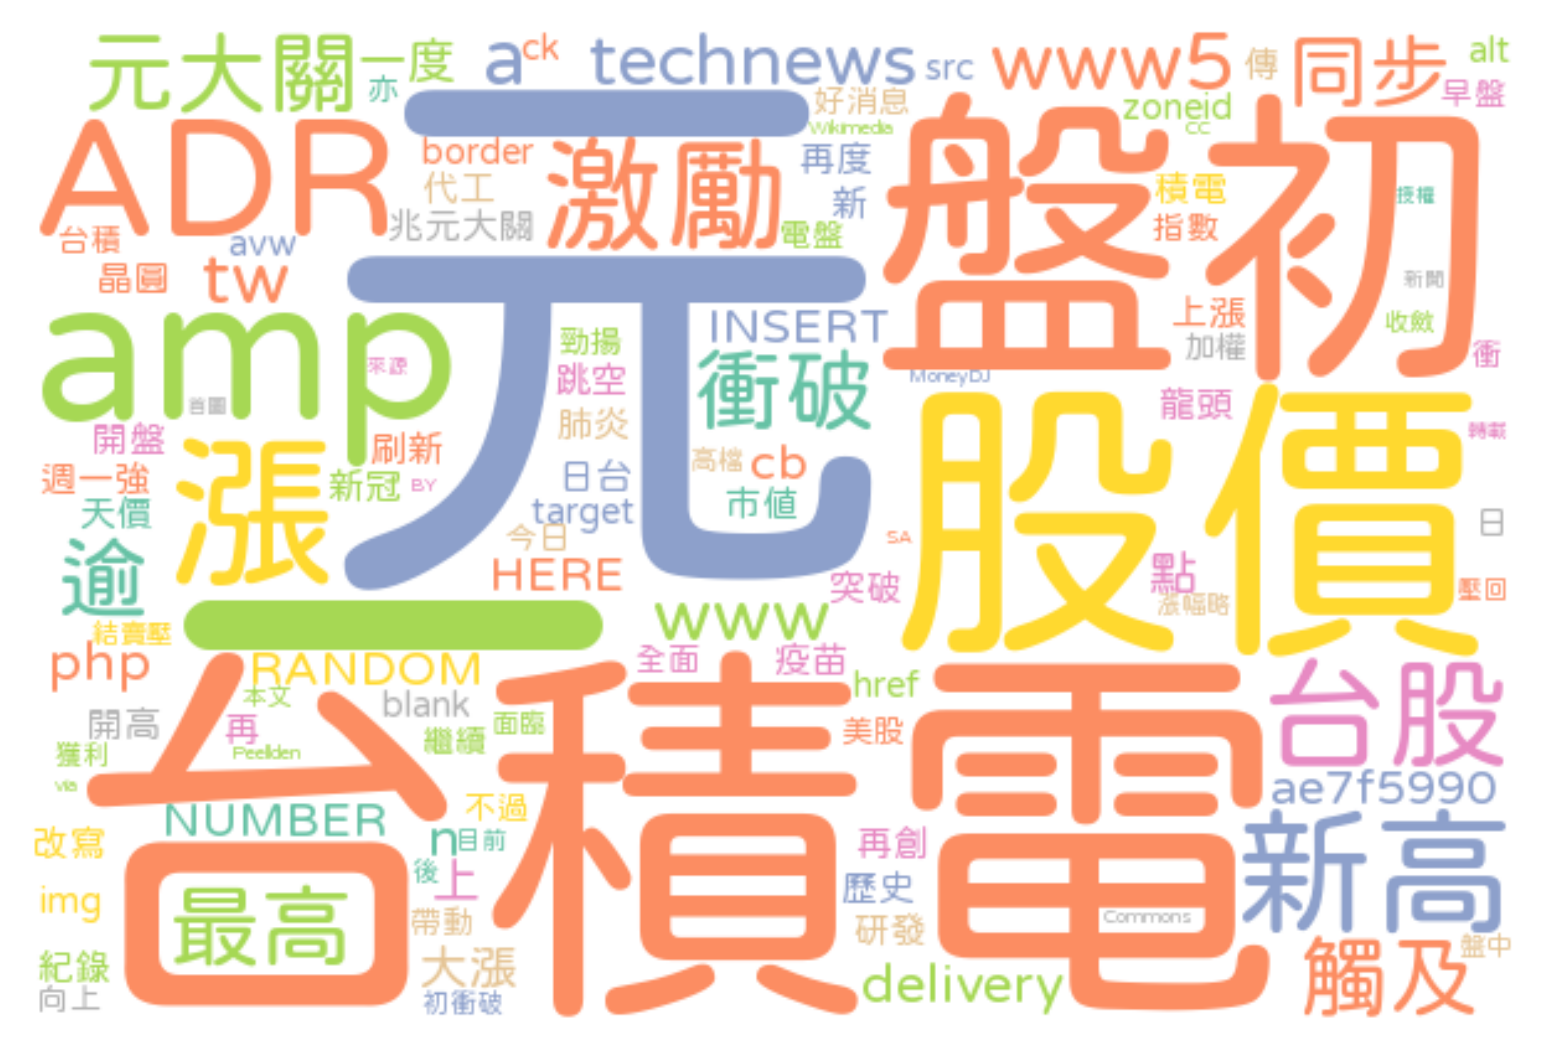 元大關
一度
亦
a
ck
technews
src
www5
傳
同步
alt
早盤
好消息
Wikimedia
zoneid
CC
ADR
border
代工
兆元大關
激勵
再度
新
電盤
盤初
積電
指數
授權
台積
avw
晶圓
tw
元
INSERT
上漲
加權
新聞
收斂
衝
amp
來源
首圖
勁揚
跳空
衝破
MoneyDJ
龍頭
轉載
開盤
漲
刷新
肺炎
高檔
cb
股價
週一強
新冠
BY
日台
市值
天價
target
今日
SA
日
逾
HERE
突破
點
漲幅略
壓回
結賣壓
一
www
php
RANDOM
全面
疫苗
href
台股
本文
blank
開高
再
繼續
面臨
美股
獲利
Peellden
via
台積電
ae7f5990
NUMBER
不過
n
目前
改寫
後
上
再創
新高
img
最高
歷史
帶動
研發
Commons
紀錄
大漲
觸及
盤中
向上
初衝破
delivery